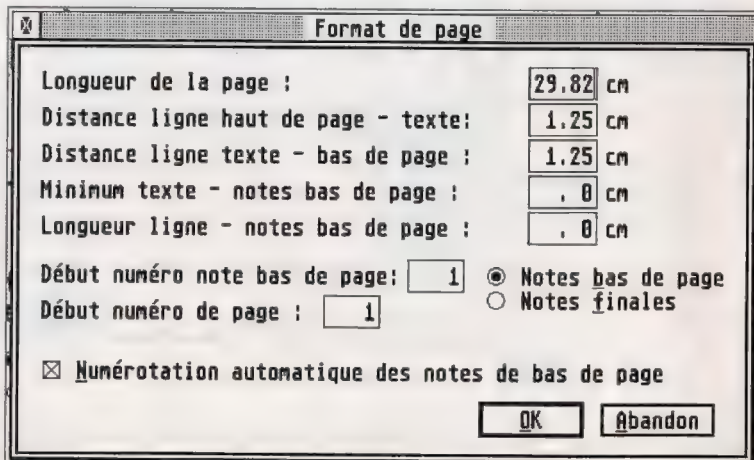 Format de page
Longueur de la page : 29.82 cm
Distance ligne haut de page - texte: 1.25 cm
Distance ligne texte - bas de page : 1.25 cm
Minimum texte - notes bas de page : . 0 cm
Longueur ligne - notes bas de page : . 0 cm
Début numéro note bas de page: 1 Notes bas de page
Début numéro de page : 1 Notes finales
Numérotation automatique des notes de bas de page
OK Abandon